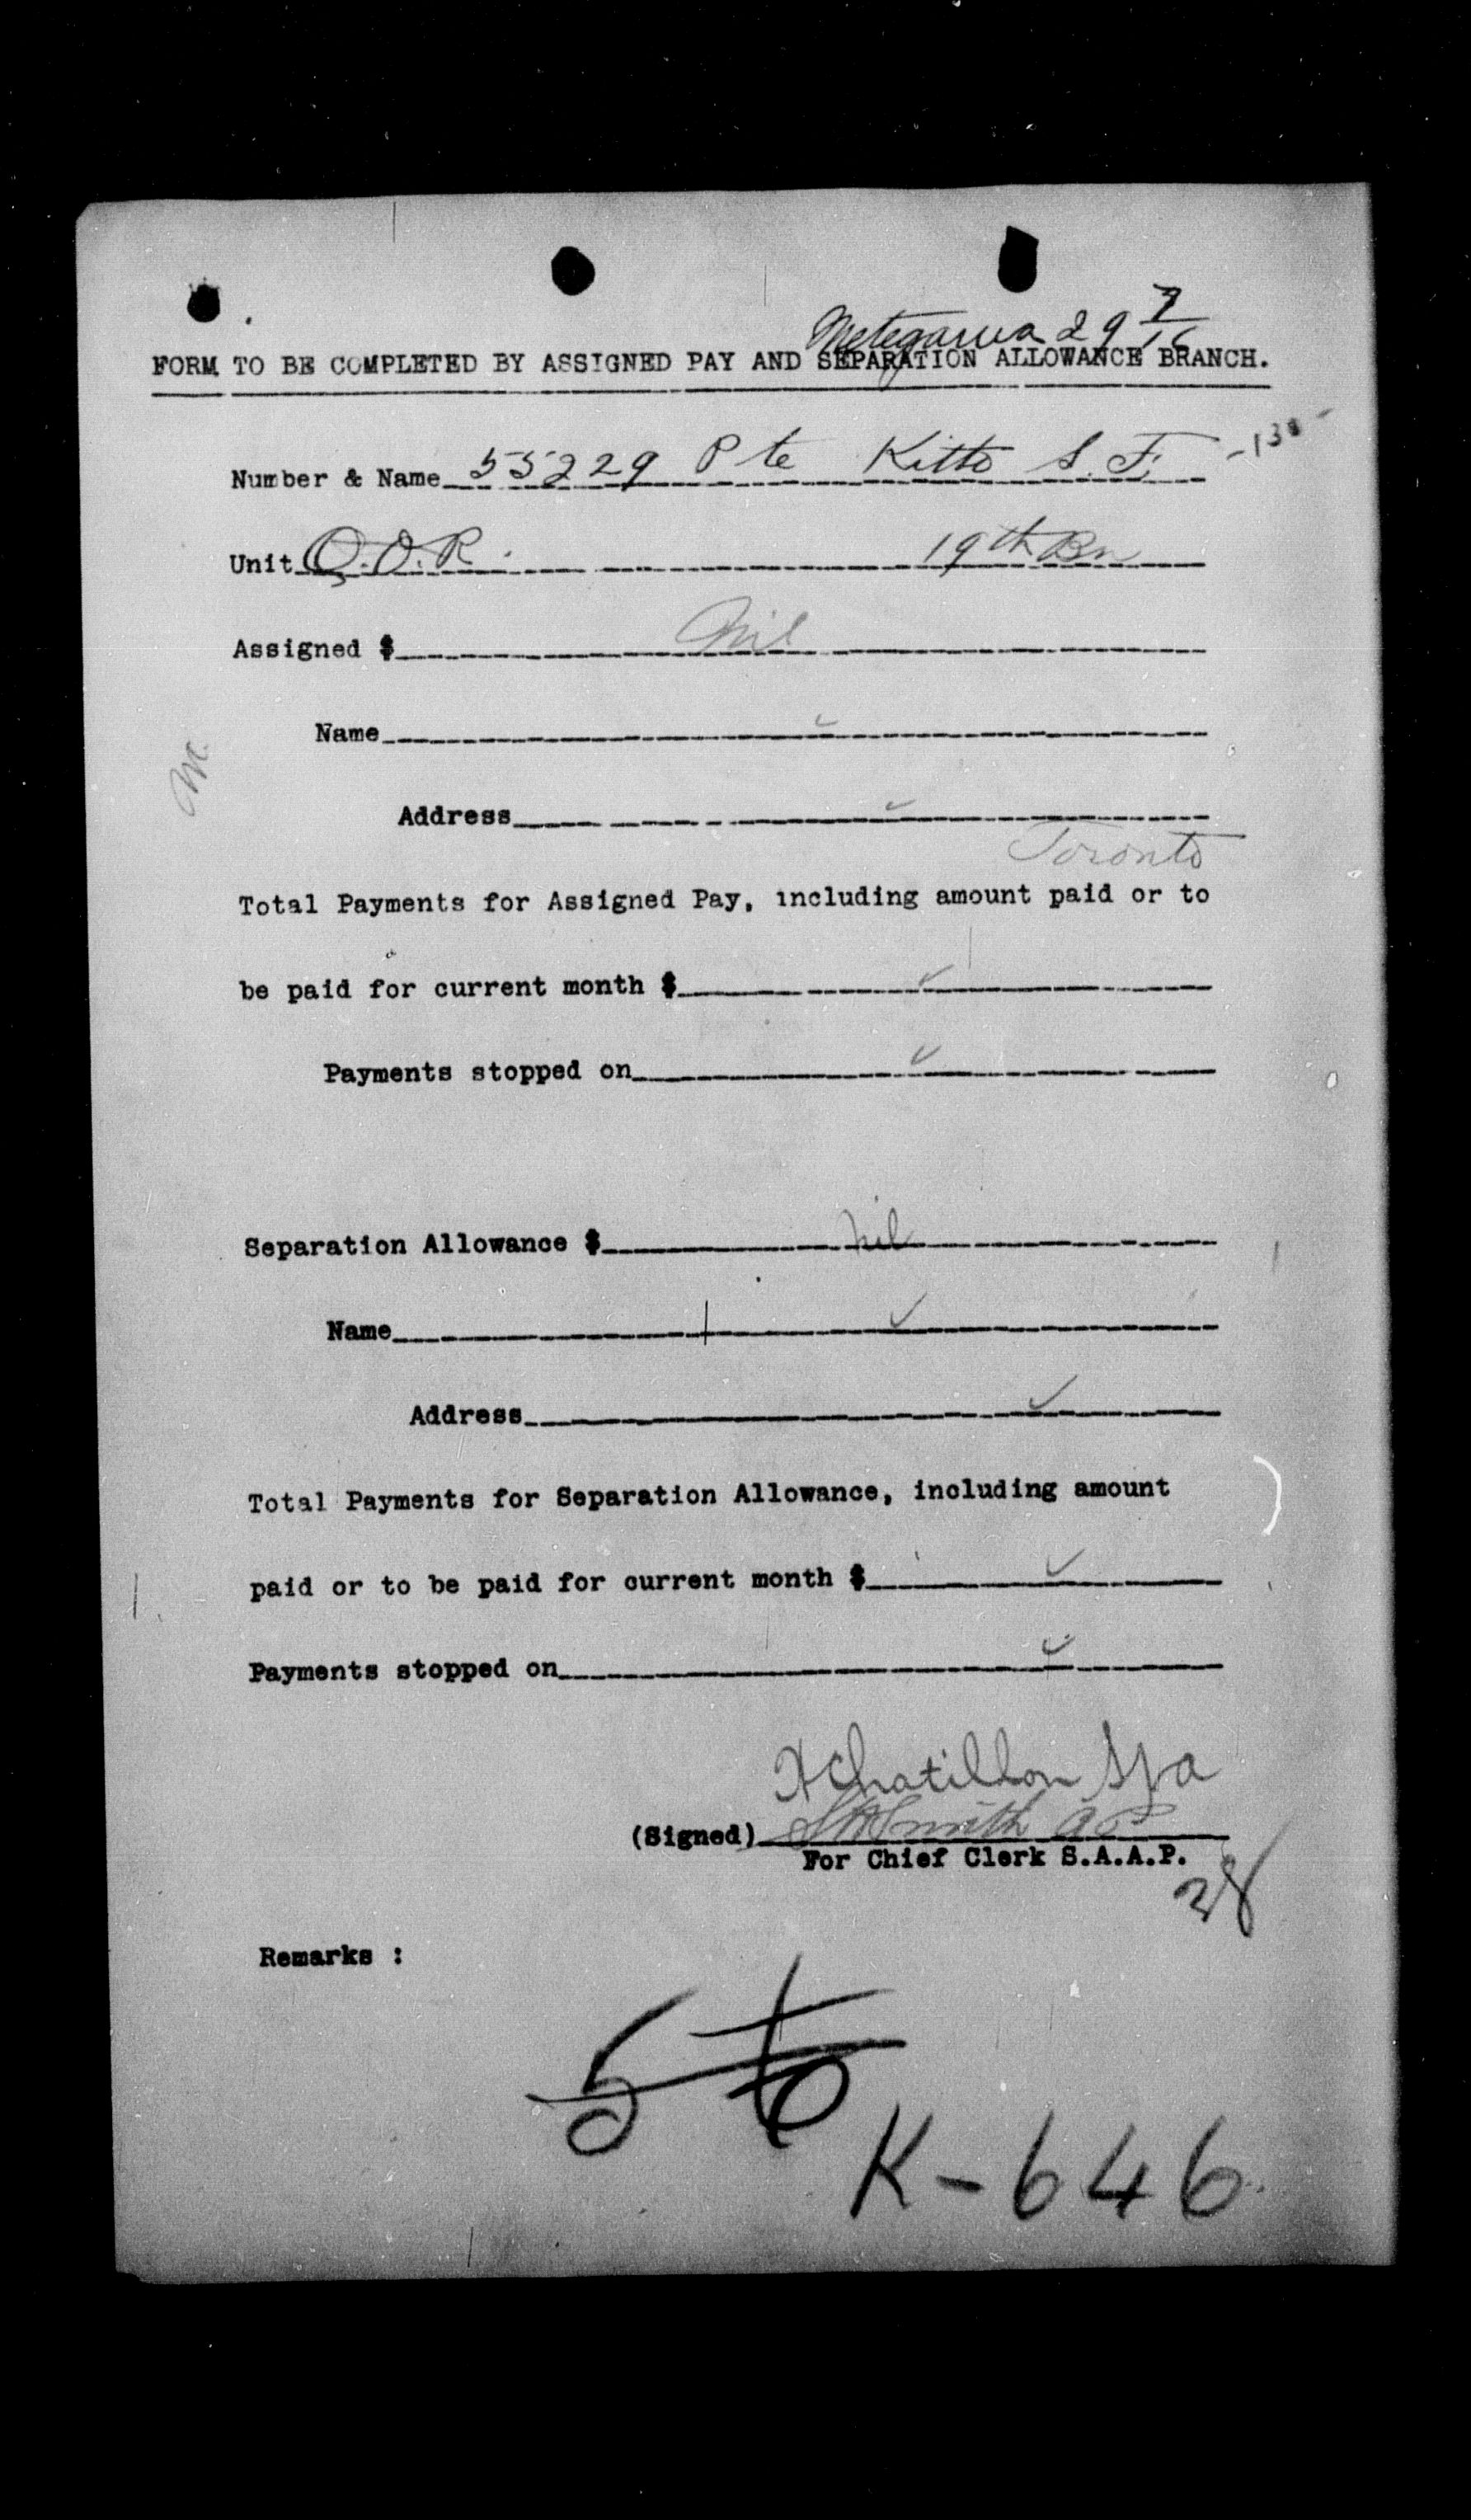 Metagama 29 7/16
FORM TO BE COMPLETED BY ASSIGNED PAY AND SEPARATION ALLOWANCE BRANCH.
Number & Name 55229 Pte Kitto S. F.
Unit Q.O.R. 19th Bn
Assigned $ Nil
Name
Address
Toronto
Total Payments for Assigned Pay, including amount paid or to
be paid for current month $
Payments stopped on
Separation Allowance $ Nil
Name
Address
Total Payments for Separation Allowance, including amount
paid or to be paid for current month $
Payments stopped on
Chatillon
(Signed) Smith A P
For Chief Clerk S.A.A.P.
28
Remarks :
K-646